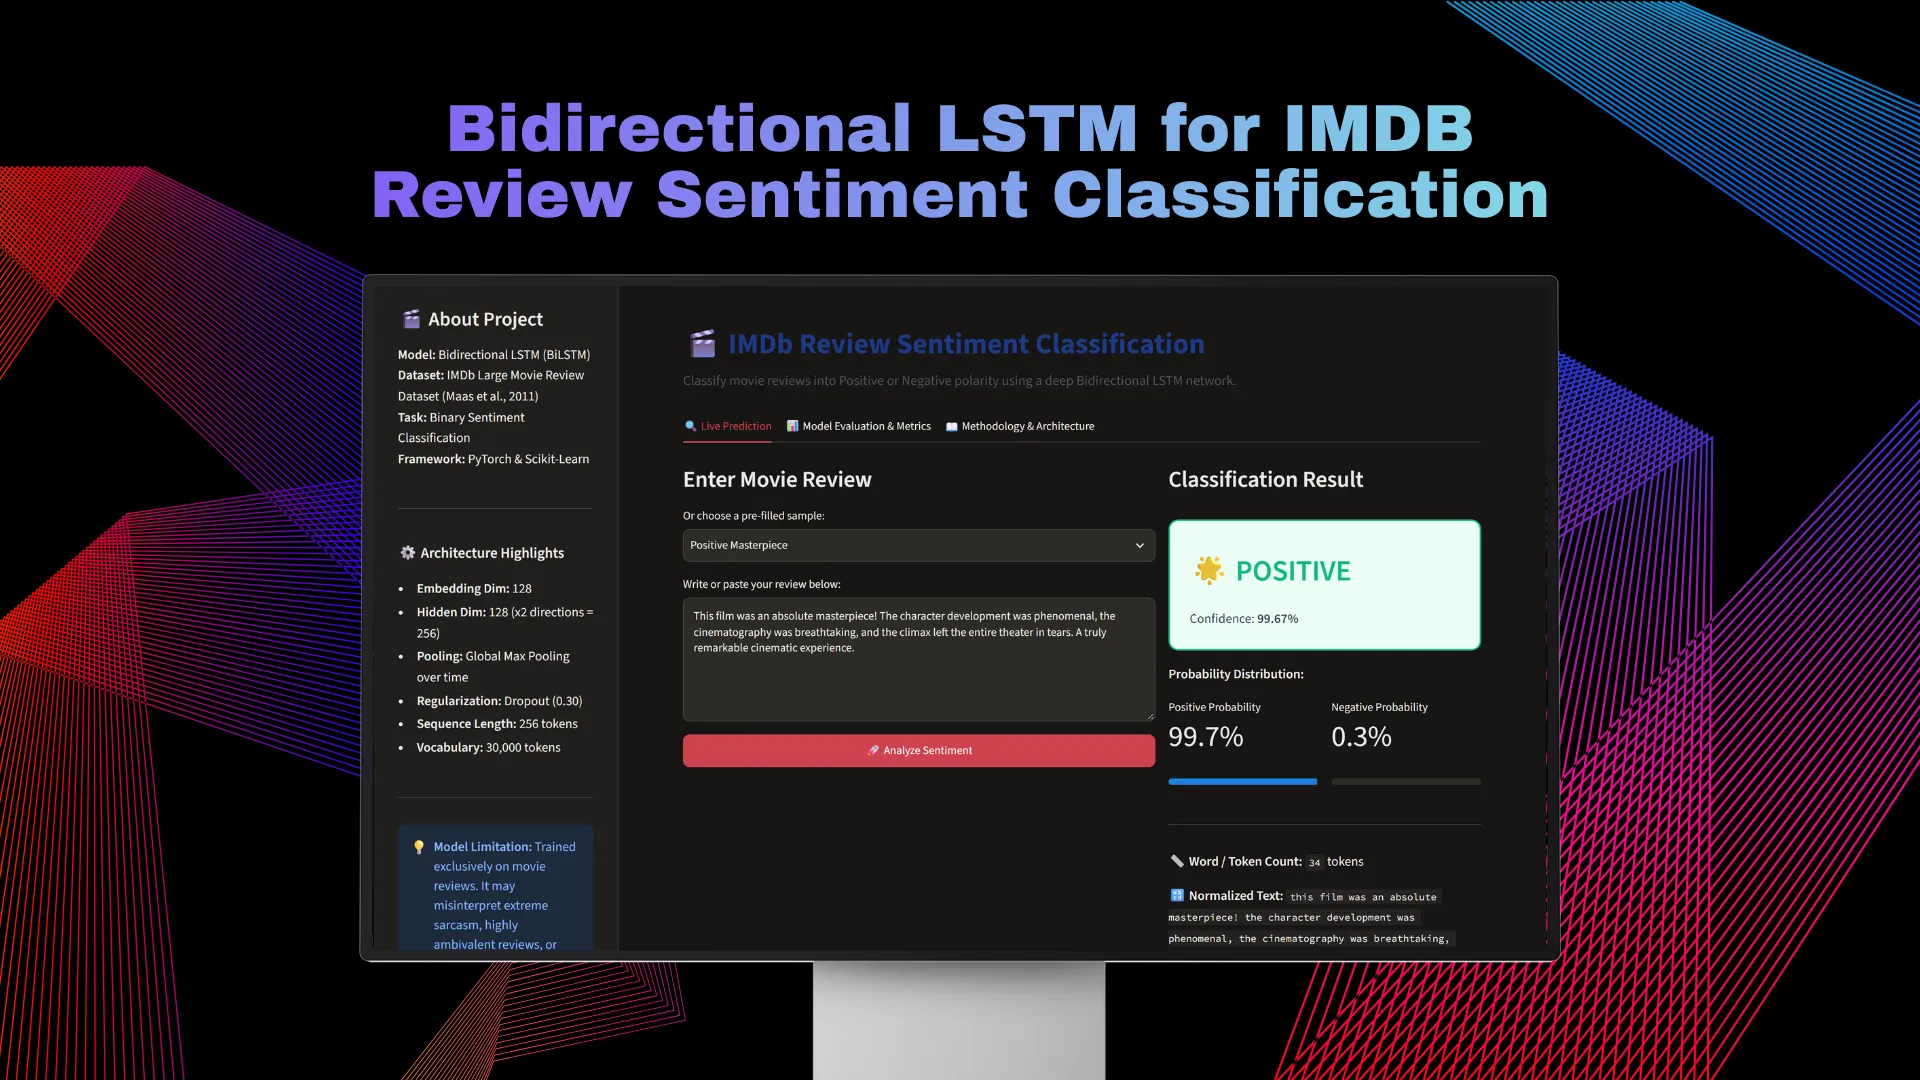 Bidirectional LSTM for IMDB
Review Sentiment Classification
About Project
Model: Bidirectional LSTM (BiLSTM)
Dataset: IMDb Large Movie Review
Dataset (Maas et al., 2011)
Task: Binary Sentiment
Classification
Framework: PyTorch & Scikit-Learn
Architecture Highlights
• Embedding Dim: 128
• Hidden Dim: 128 (x2 directions =
256)
• Pooling: Global Max Pooling
over time
• Regularization: Dropout (0.30)
• Sequence Length: 256 tokens
• Vocabulary: 30,000 tokens
Model Limitation: Trained
exclusively on movie
reviews. It may
misinterpret extreme
sarcasm, highly
ambivalent reviews, or
IMDb Review Sentiment Classification
Classify movie reviews into Positive or Negative polarity using a deep Bidirectional LSTM network.
Live Prediction
Model Evaluation & Metrics
Methodology & Architecture
Enter Movie Review
Or choose a pre-filled sample:
Positive Masterpiece
Write or paste your review below:
This film was an absolute masterpiece! The character development was phenomenal, the
cinematography was breathtaking, and the climax left the entire theater in tears. A truly
remarkable cinematic experience.
Analyze Sentiment
Classification Result
POSITIVE
Confidence: 99.67%
Probability Distribution:
Positive Probability
99.7%
Negative Probability
0.3%
Word / Token Count: 34 tokens
Normalized Text: this film was an absolute
masterpiece! the character development was
phenomenal, the cinematography was breathtaking,